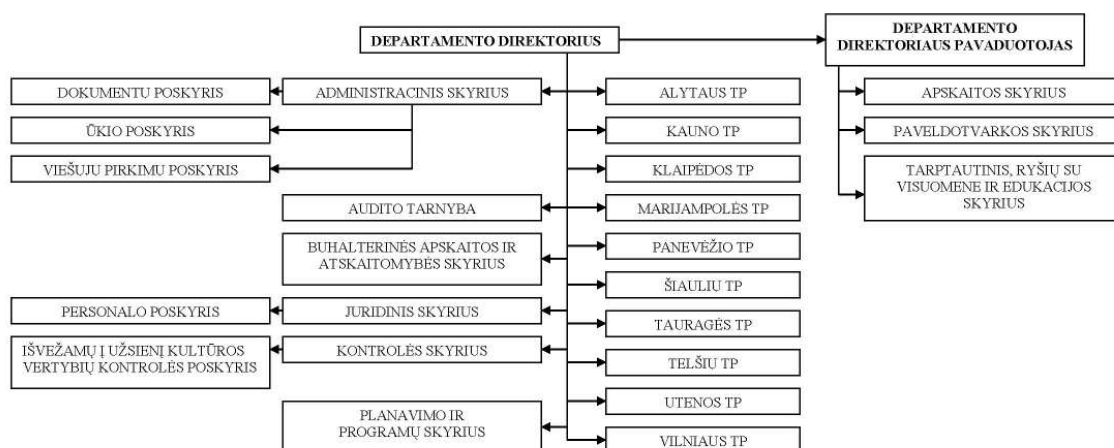 DEPARTAMENTO DIREKTORIUS
DEPARTAMENTO
DIREKTORIAUS PAVADUOTOJAS
DOKUMENTU POSKYRIS
ADMINISTRACINIS SKYRIUS
ALYTAUS TP
APSKAITOS SKYRIUS
ŪKIO POSKYRIS
KAUNO TP
PAVELDOTVARKOS SKYRIUS
VIEŠUJU PIRKIMU POSKYRIS
KLAIPĖDOS TP
TARPTAUTINIS, RYŠIŲ SU
VISUOMENE IR EDUKACIJOS
SKYRIUS
AUDITO TARNYBA
MARIJAMPOLĖS TP
BUHALTERINĖS APSKAITOS IR
ATSKAITOMYBĖS SKYRIUS
PANEVĖŽIO TP
ŠIAULIŲ TP
PERSONALO POSKYRIS
JURIDINIS SKYRIUS
TAURAGĖS TP
IŠVEŽAMŲ Į UŽSIENĮ KULTŪROS
VERTYBIŲ KONTROLĖS POSKYRIS
KONTROLĖS SKYRIUS
TELŠIŲ TP
UTENOS TP
PLANAVIMO IR
PROGRAMŲ SKYRIUS
VILNIAUS TP